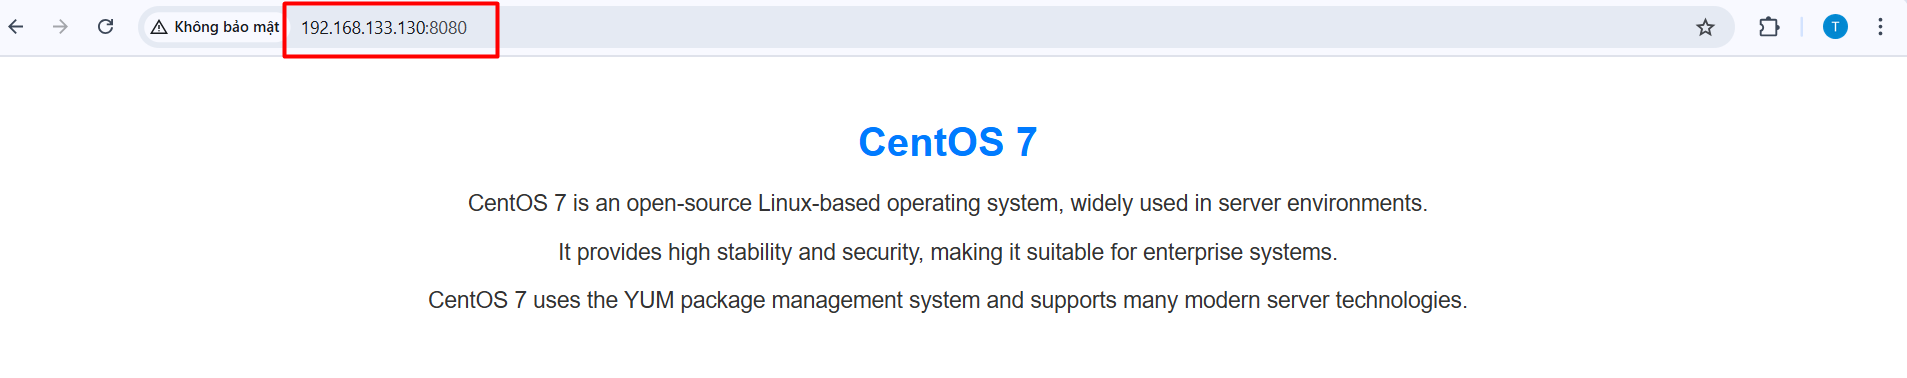 Không bảo mật 192.168.133.130:8080
T
CentOS 7
CentOS 7 is an open-source Linux-based operating system, widely used in server environments.
It provides high stability and security, making it suitable for enterprise systems.
CentOS 7 uses the YUM package management system and supports many modern server technologies.